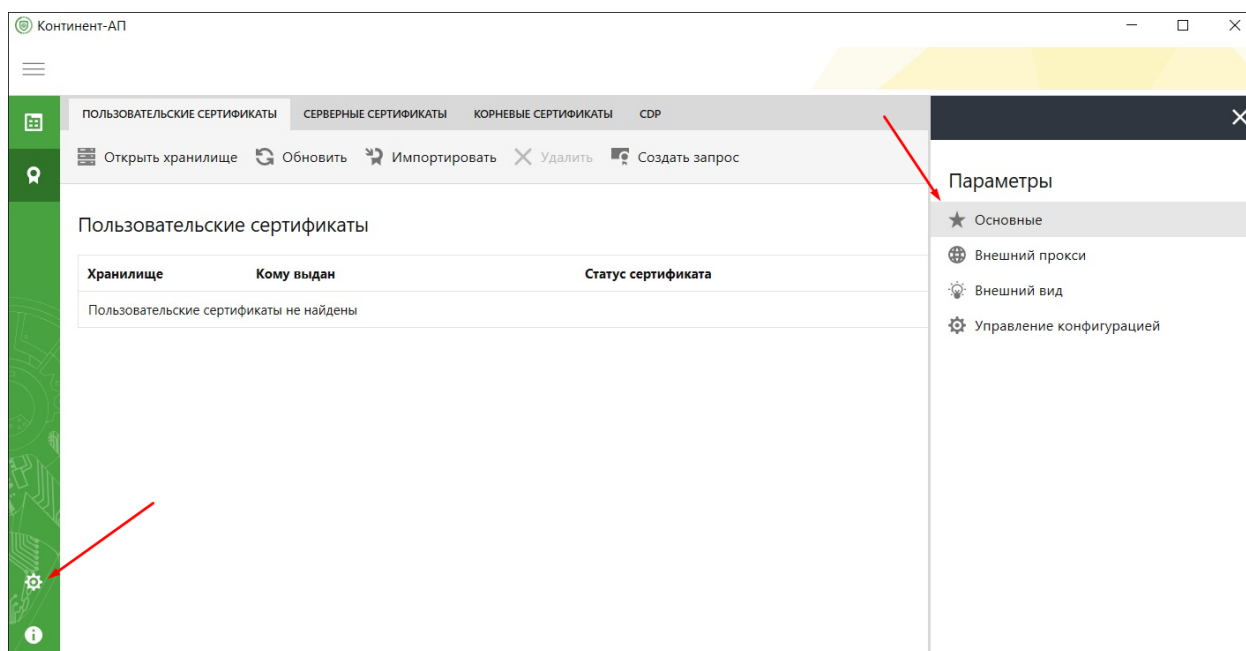 Континент-АП
ПОЛЬЗОВАТЕЛЬСКИЕ СЕРТИФИКАТЫ СЕРВЕРНЫЕ СЕРТИФИКАТЫ КОРНЕВЫЕ СЕРТИФИКАТЫ CDP
Открыть хранилище Обновить Импортировать Удалить Создать запрос
Пользовательские сертификаты
Хранилище Кому выдан Статус сертификата
Пользовательские сертификаты не найдены
Параметры
Основные
Внешний прокси
Внешний вид
Управление конфигурацией